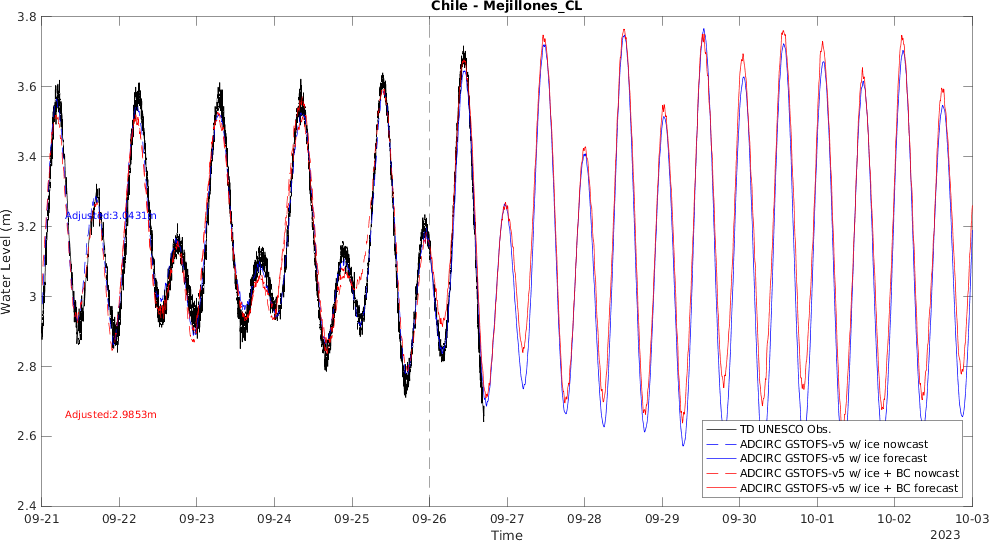 Chile - Mejillones_CL
3.8
3.6
3.4
3.2
3
2.8
2.6
2.4
Water Level (m)
Adjusted:3.0431m
Adjusted:2.9853m
TD UNESCO Obs.
ADCIRC GSTOFS-v5 w/ ice nowcast
ADCIRC GSTOFS-v5 w/ ice forecast
ADCIRC GSTOFS-v5 w/ ice + BC nowcast
ADCIRC GSTOFS-v5 w/ ice + BC forecast
09-21 09-22 09-23 09-24 09-25 09-26 09-27 09-28 09-29 09-30 10-01 10-02 10-03
Time
2023